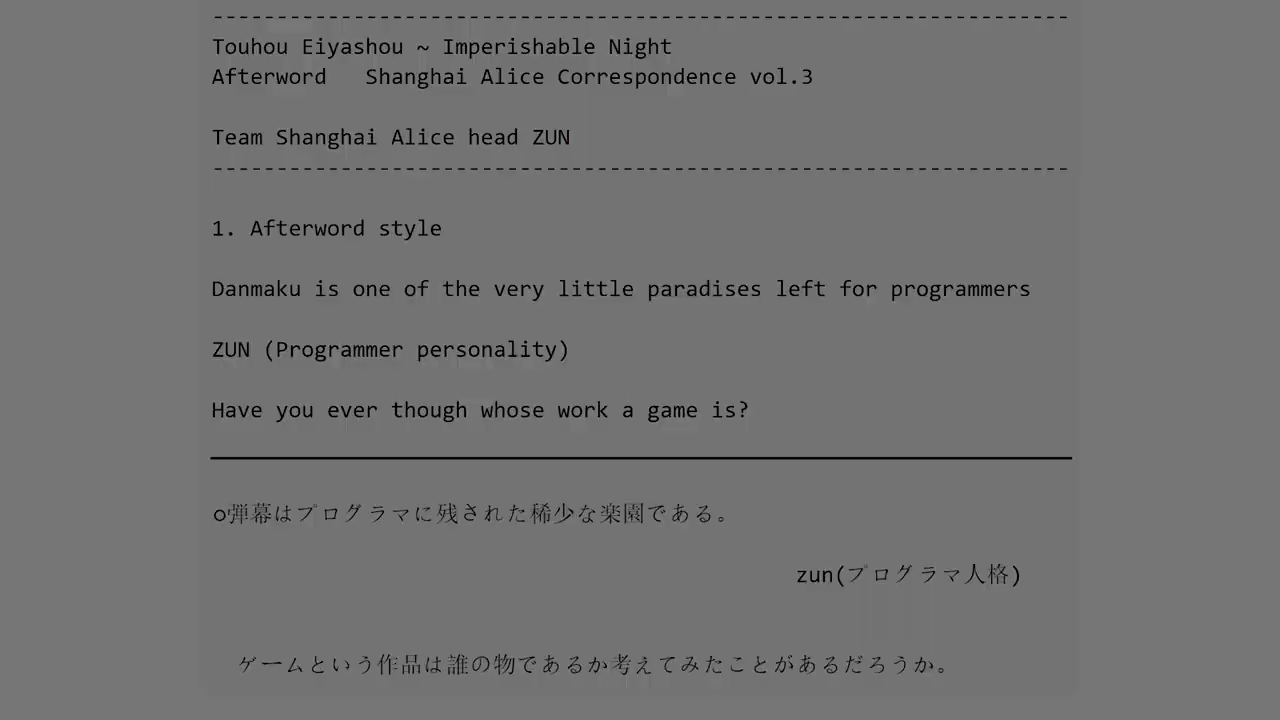 --------------------------------------------------------------------
Touhou Eiyashou ~ Imperishable Night
Afterword   Shanghai Alice Correspondence vol.3
Team Shanghai Alice head ZUN
--------------------------------------------------------------------
1. Afterword style
Danmaku is one of the very little paradises left for programmers
ZUN (Programmer personality)
Have you ever though whose work a game is?
○弾幕はプログラマに残された稀少な楽園である。
zun(プログラマ人格)
ゲームという作品は誰の物であるか考えてみたことがあるだろうか。